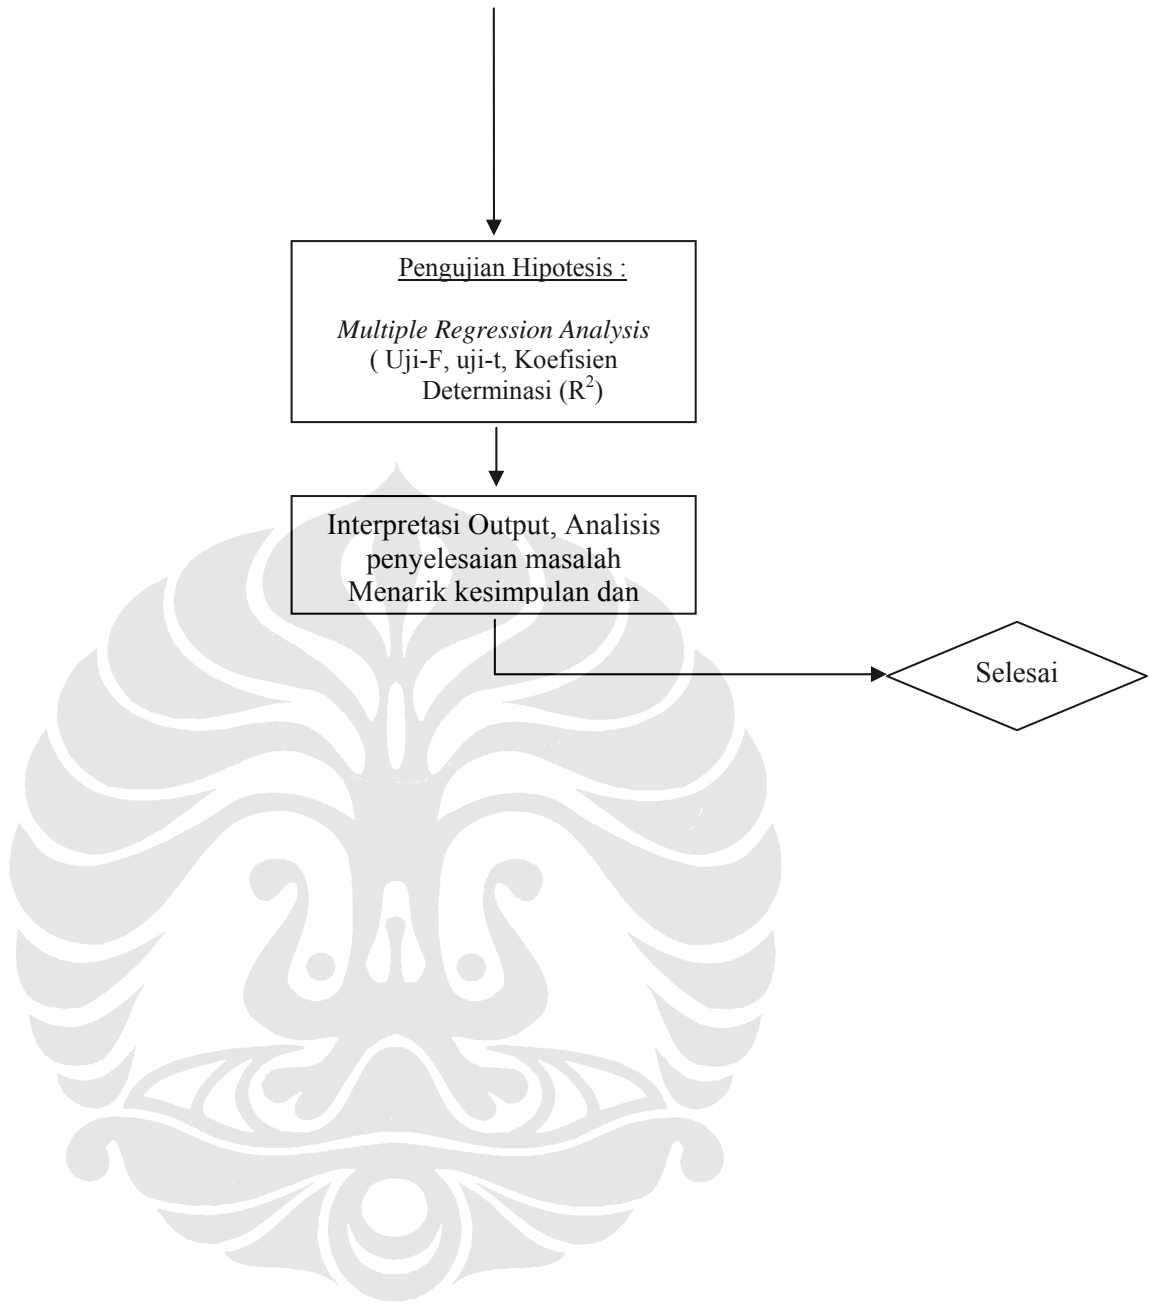 Pengujian Hipotesis :
Multiple Regression Analysis
( Uji-F, uji-t, Koefisien
Determinasi (R²)
Interpretasi Output, Analisis
penyelesaian masalah
Menarik kesimpulan dan
Selesai